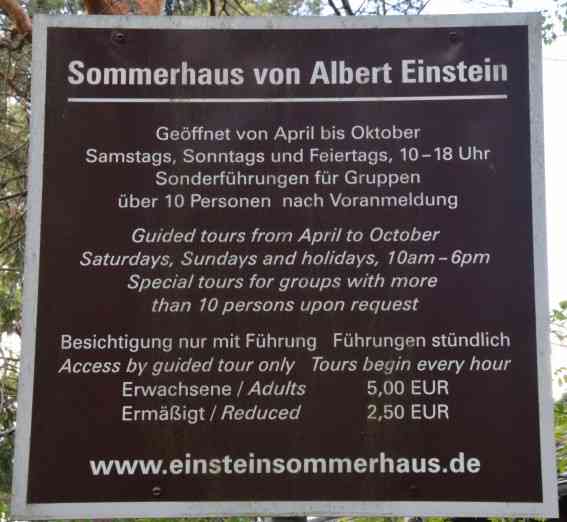 Sommerhaus von Albert Einstein
Geöffnet von April bis Oktober
Samstags, Sonntags und Feiertags, 10–18 Uhr
Sonderführungen für Gruppen
über 10 Personen nach Voranmeldung
Guided tours from April to October
Saturdays, Sundays and holidays, 10am–6pm
Special tours for groups with more
than 10 persons upon request
Besichtigung nur mit Führung Führungen stündlich
Access by guided tour only Tours begin every hour
Erwachsene / Adults 5,00 EUR
Ermäßigt / Reduced 2,50 EUR
www.einsteinsommerhaus.de